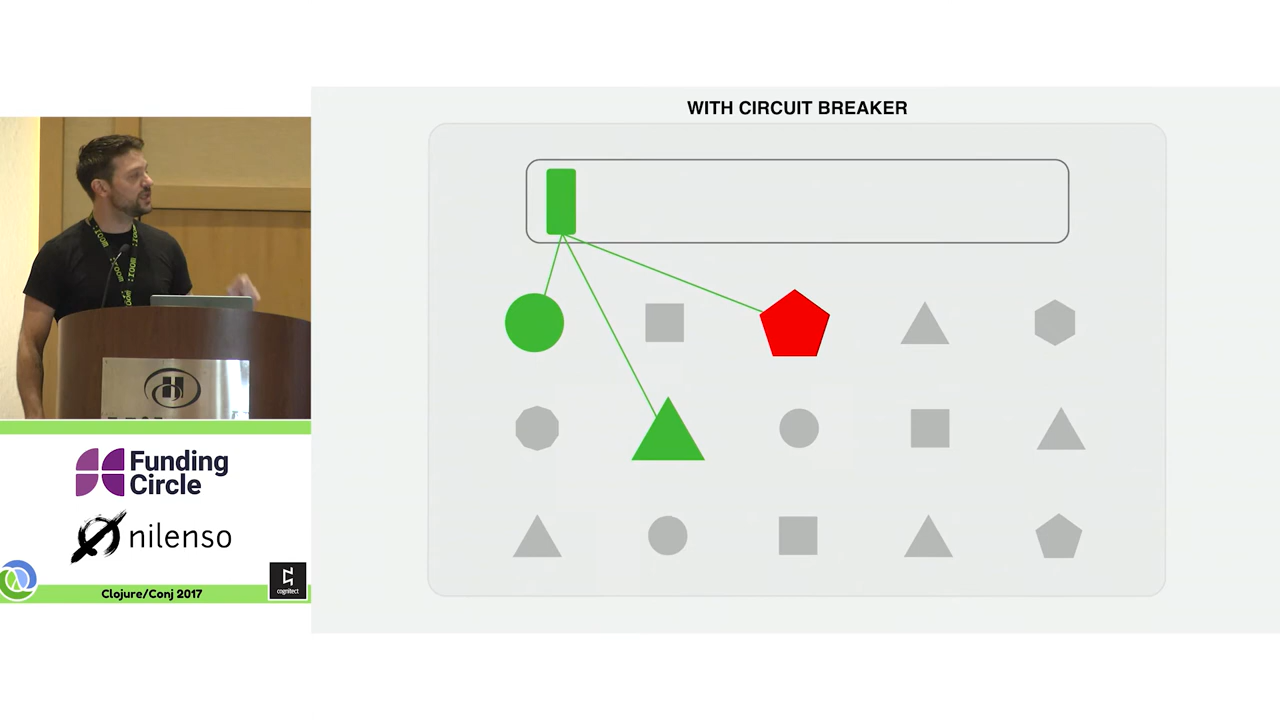 WITH CIRCUIT BREAKER
Funding
Circle
nilenso
Clojure/Conj 2017
cognitect